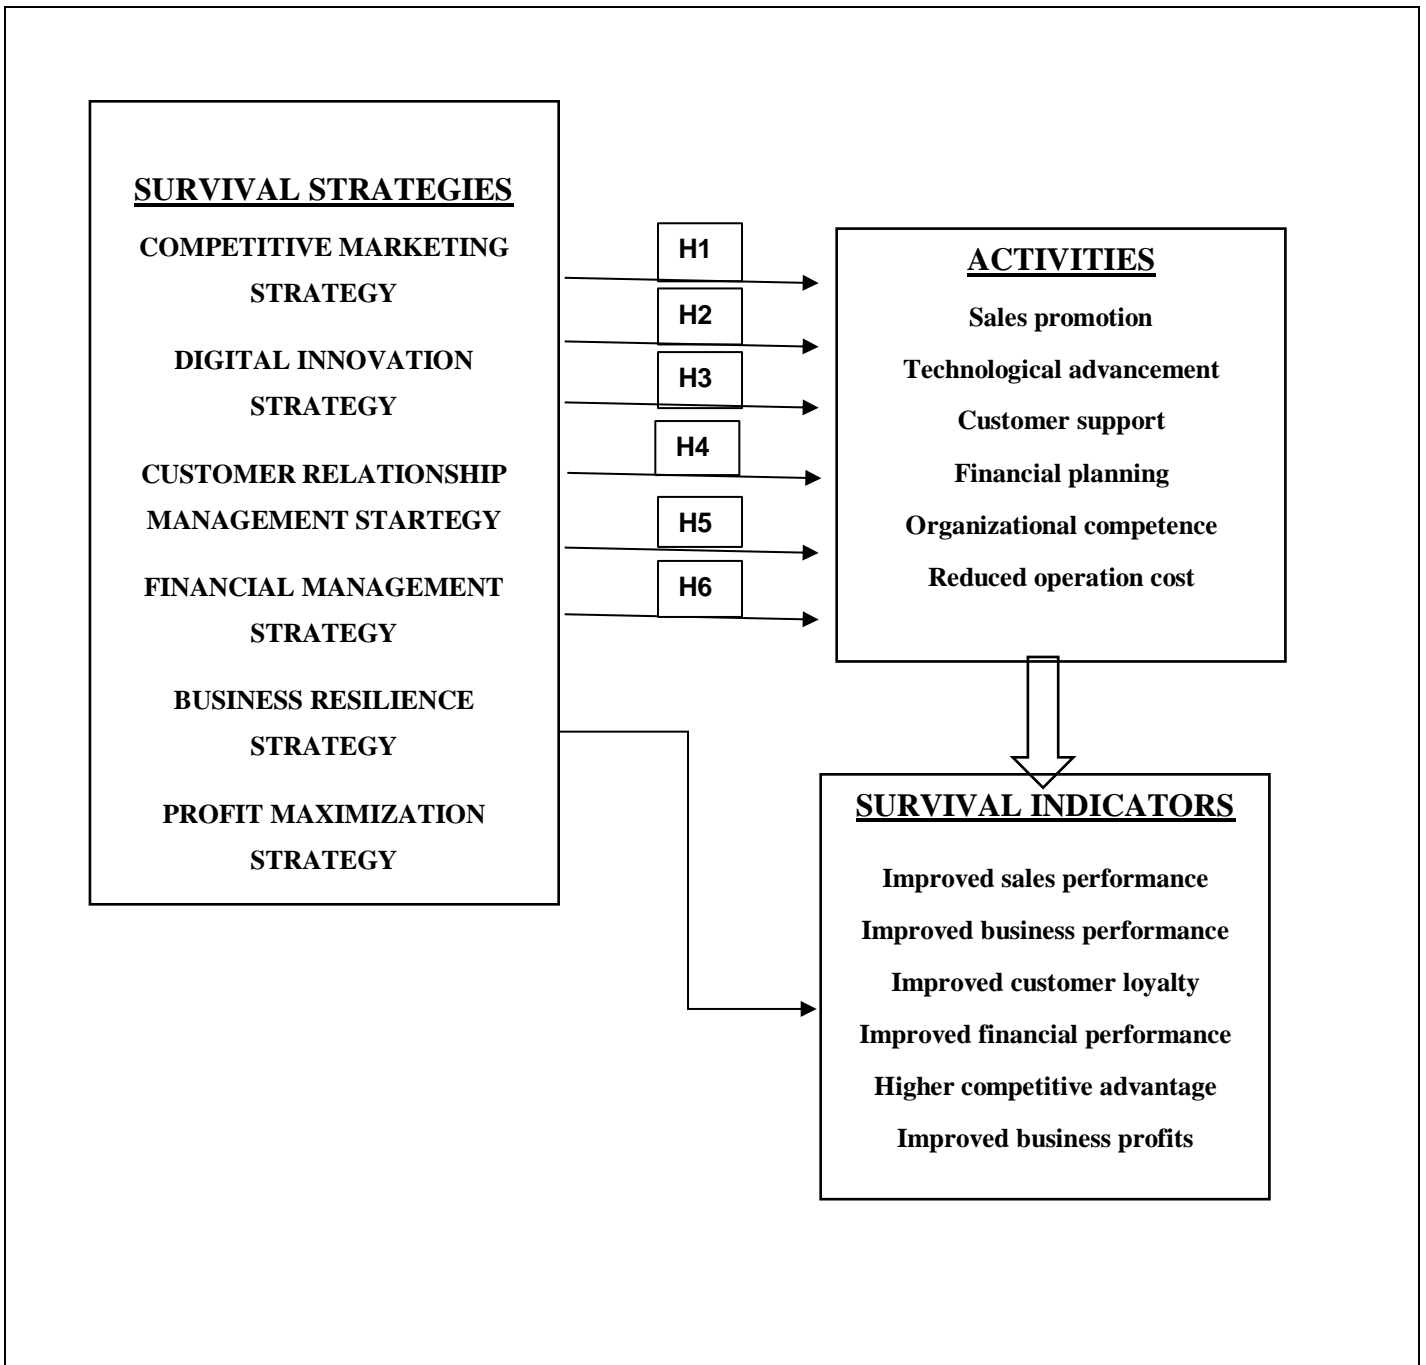 SURVIVAL STRATEGIES
COMPETITIVE MARKETING
STRATEGY
DIGITAL INNOVATION
STRATEGY
CUSTOMER RELATIONSHIP
MANAGEMENT STARTEGY
FINANCIAL MANAGEMENT
STRATEGY
BUSINESS RESILIENCE
STRATEGY
PROFIT MAXIMIZATION
STRATEGY
H1
H2
H3
H4
H5
H6
ACTIVITIES
Sales promotion
Technological advancement
Customer support
Financial planning
Organizational competence
Reduced operation cost
SURVIVAL INDICATORS
Improved sales performance
Improved business performance
Improved customer loyalty
Improved financial performance
Higher competitive advantage
Improved business profits